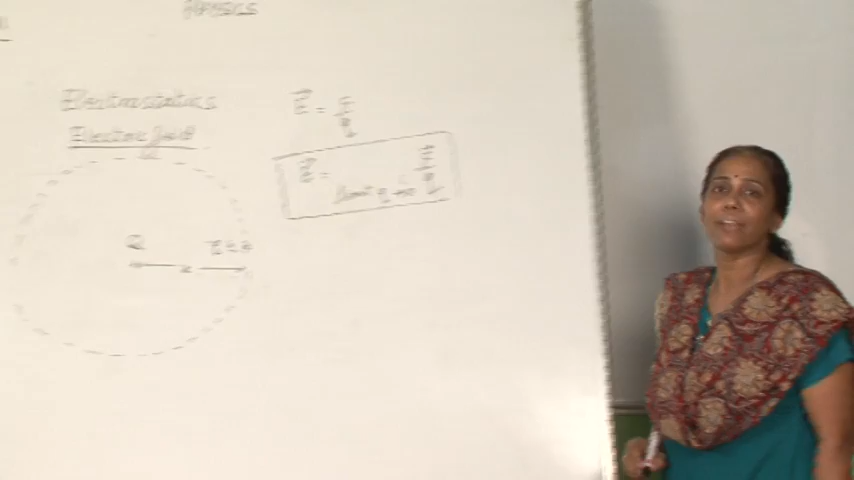 Physics
Electrostatics
Electric field
E⃗ = F⃗/q
E⃗ = Limit q→0 F⃗/q
Q